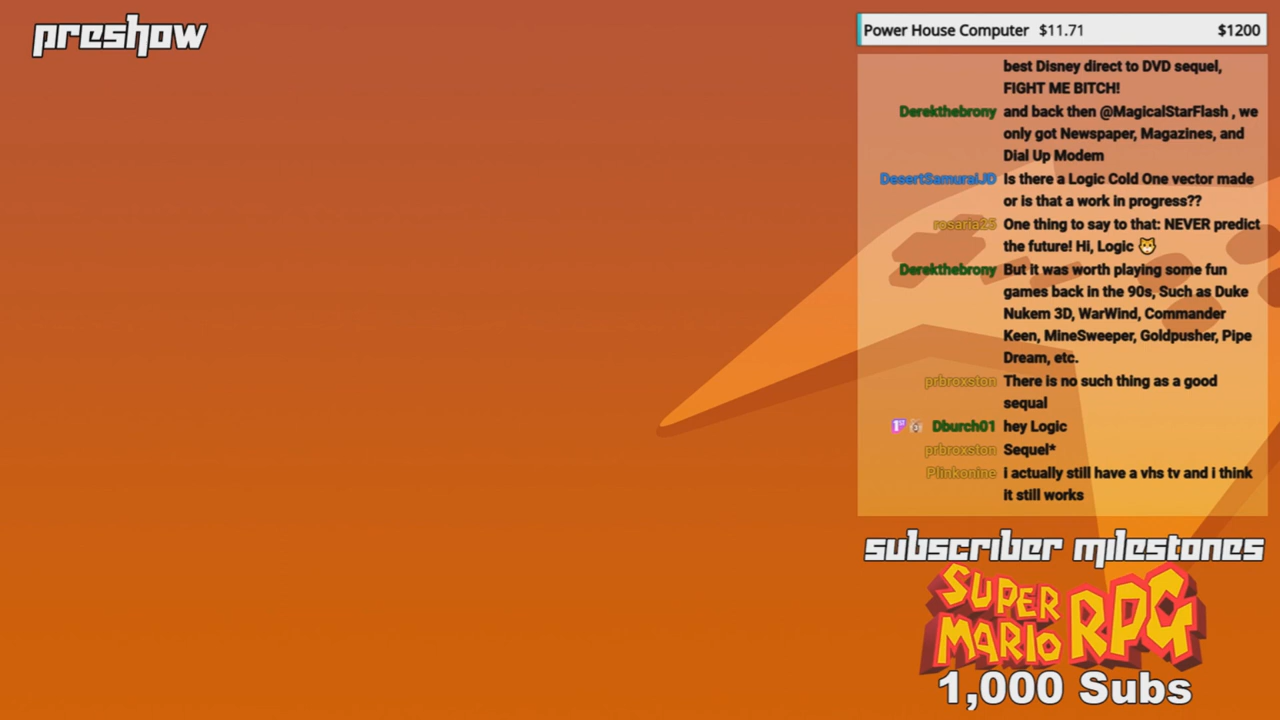 preshow
Power House Computer $11.71 $1200
best Disney direct to DVD sequel,
FIGHT ME BITCH!
Derekthebrony and back then @MagicalStarFlash , we
only got Newspaper, Magazines, and
Dial Up Modem
DesertSamuraiJD Is there a Logic Cold One vector made
or is that a work in progress??
rosaria25 One thing to say to that: NEVER predict
the future! Hi, Logic
Derekthebrony But it was worth playing some fun
games back in the 90s, Such as Duke
Nukem 3D, WarWind, Commander
Keen, MineSweeper, Goldpusher, Pipe
Dream, etc.
prbroxston There is no such thing as a good
sequal
1ST Dburch01 hey Logic
prbroxston Sequel*
Plinkonine i actually still have a vhs tv and i think
it still works
subscriber milestones
SUPER
MARIO RPG
1,000 Subs